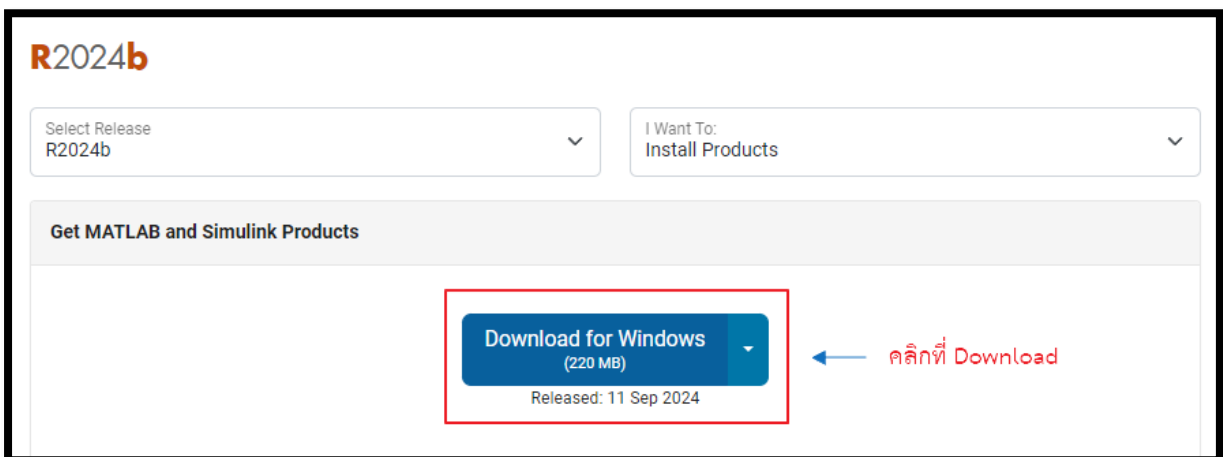 R2024b
Select Release
R2024b
I Want To:
Install Products
Get MATLAB and Simulink Products
Download for Windows
(220 MB)
Released: 11 Sep 2024
คลิกที่ Download